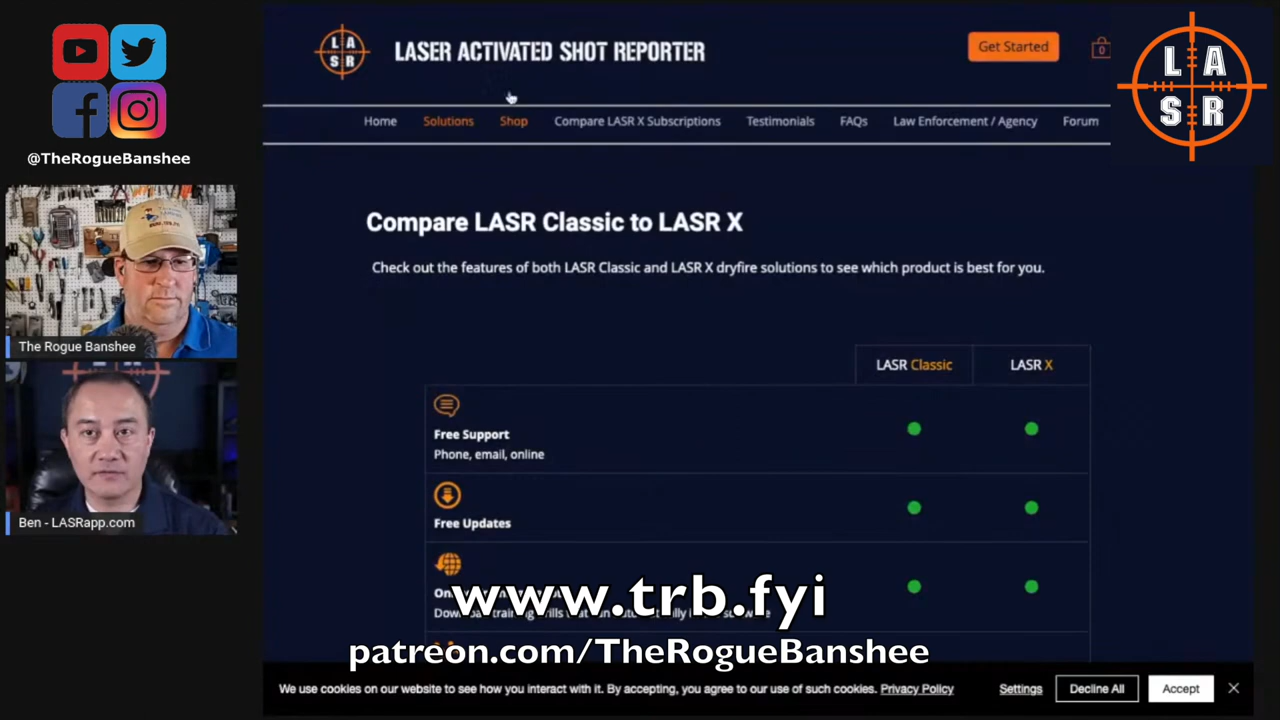 @TheRogueBanshee
The Rogue Banshee
Ben - LASRapp.com
L A
S R
LASER ACTIVATED SHOT REPORTER
Get Started
0
L A
S R
Home Solutions Shop Compare LASR X Subscriptions Testimonials FAQs Law Enforcement / Agency Forum
Compare LASR Classic to LASR X
Check out the features of both LASR Classic and LASR X dryfire solutions to see which product is best for you.
LASR Classic LASR X
Free Support
Phone, email, online
Free Updates
www.trb.fyi
patreon.com/TheRogueBanshee
We use cookies on our website to see how you interact with it. By accepting, you agree to our use of such cookies. Privacy Policy
Settings Decline All Accept